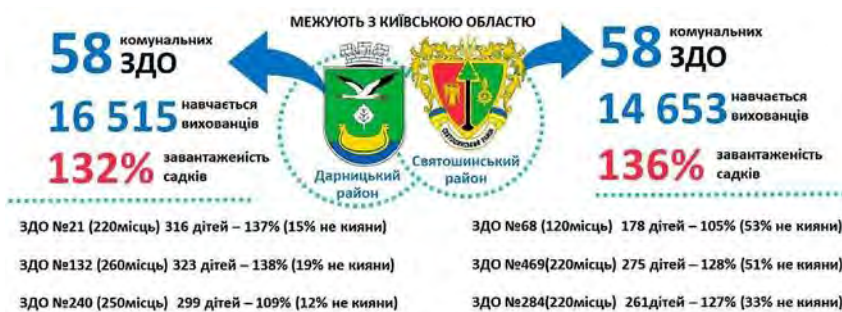 МЕЖУЮТЬ З КИЇВСЬКОЮ ОБЛАСТЮ
58 комунальних ЗДО
16 515 навчається вихованців
132% завантаженість садків
Дарницький район
58 комунальних ЗДО
14 653 навчається вихованців
136% завантаженість садків
Святошинський район
СВЯТОШИНСЬКИЙ РАЙОН
ЗДО №21 (220місць) 316 дітей – 137% (15% не кияни)
ЗДО №132 (260місць) 323 дітей – 138% (19% не кияни)
ЗДО №240 (250місць) 299 дітей – 109% (12% не кияни)
ЗДО №68 (120місць) 178 дітей – 105% (53% не кияни)
ЗДО №469(220місць) 275 дітей – 128% (51% не кияни)
ЗДО №284(220місць) 261дітей – 127% (33% не кияни)